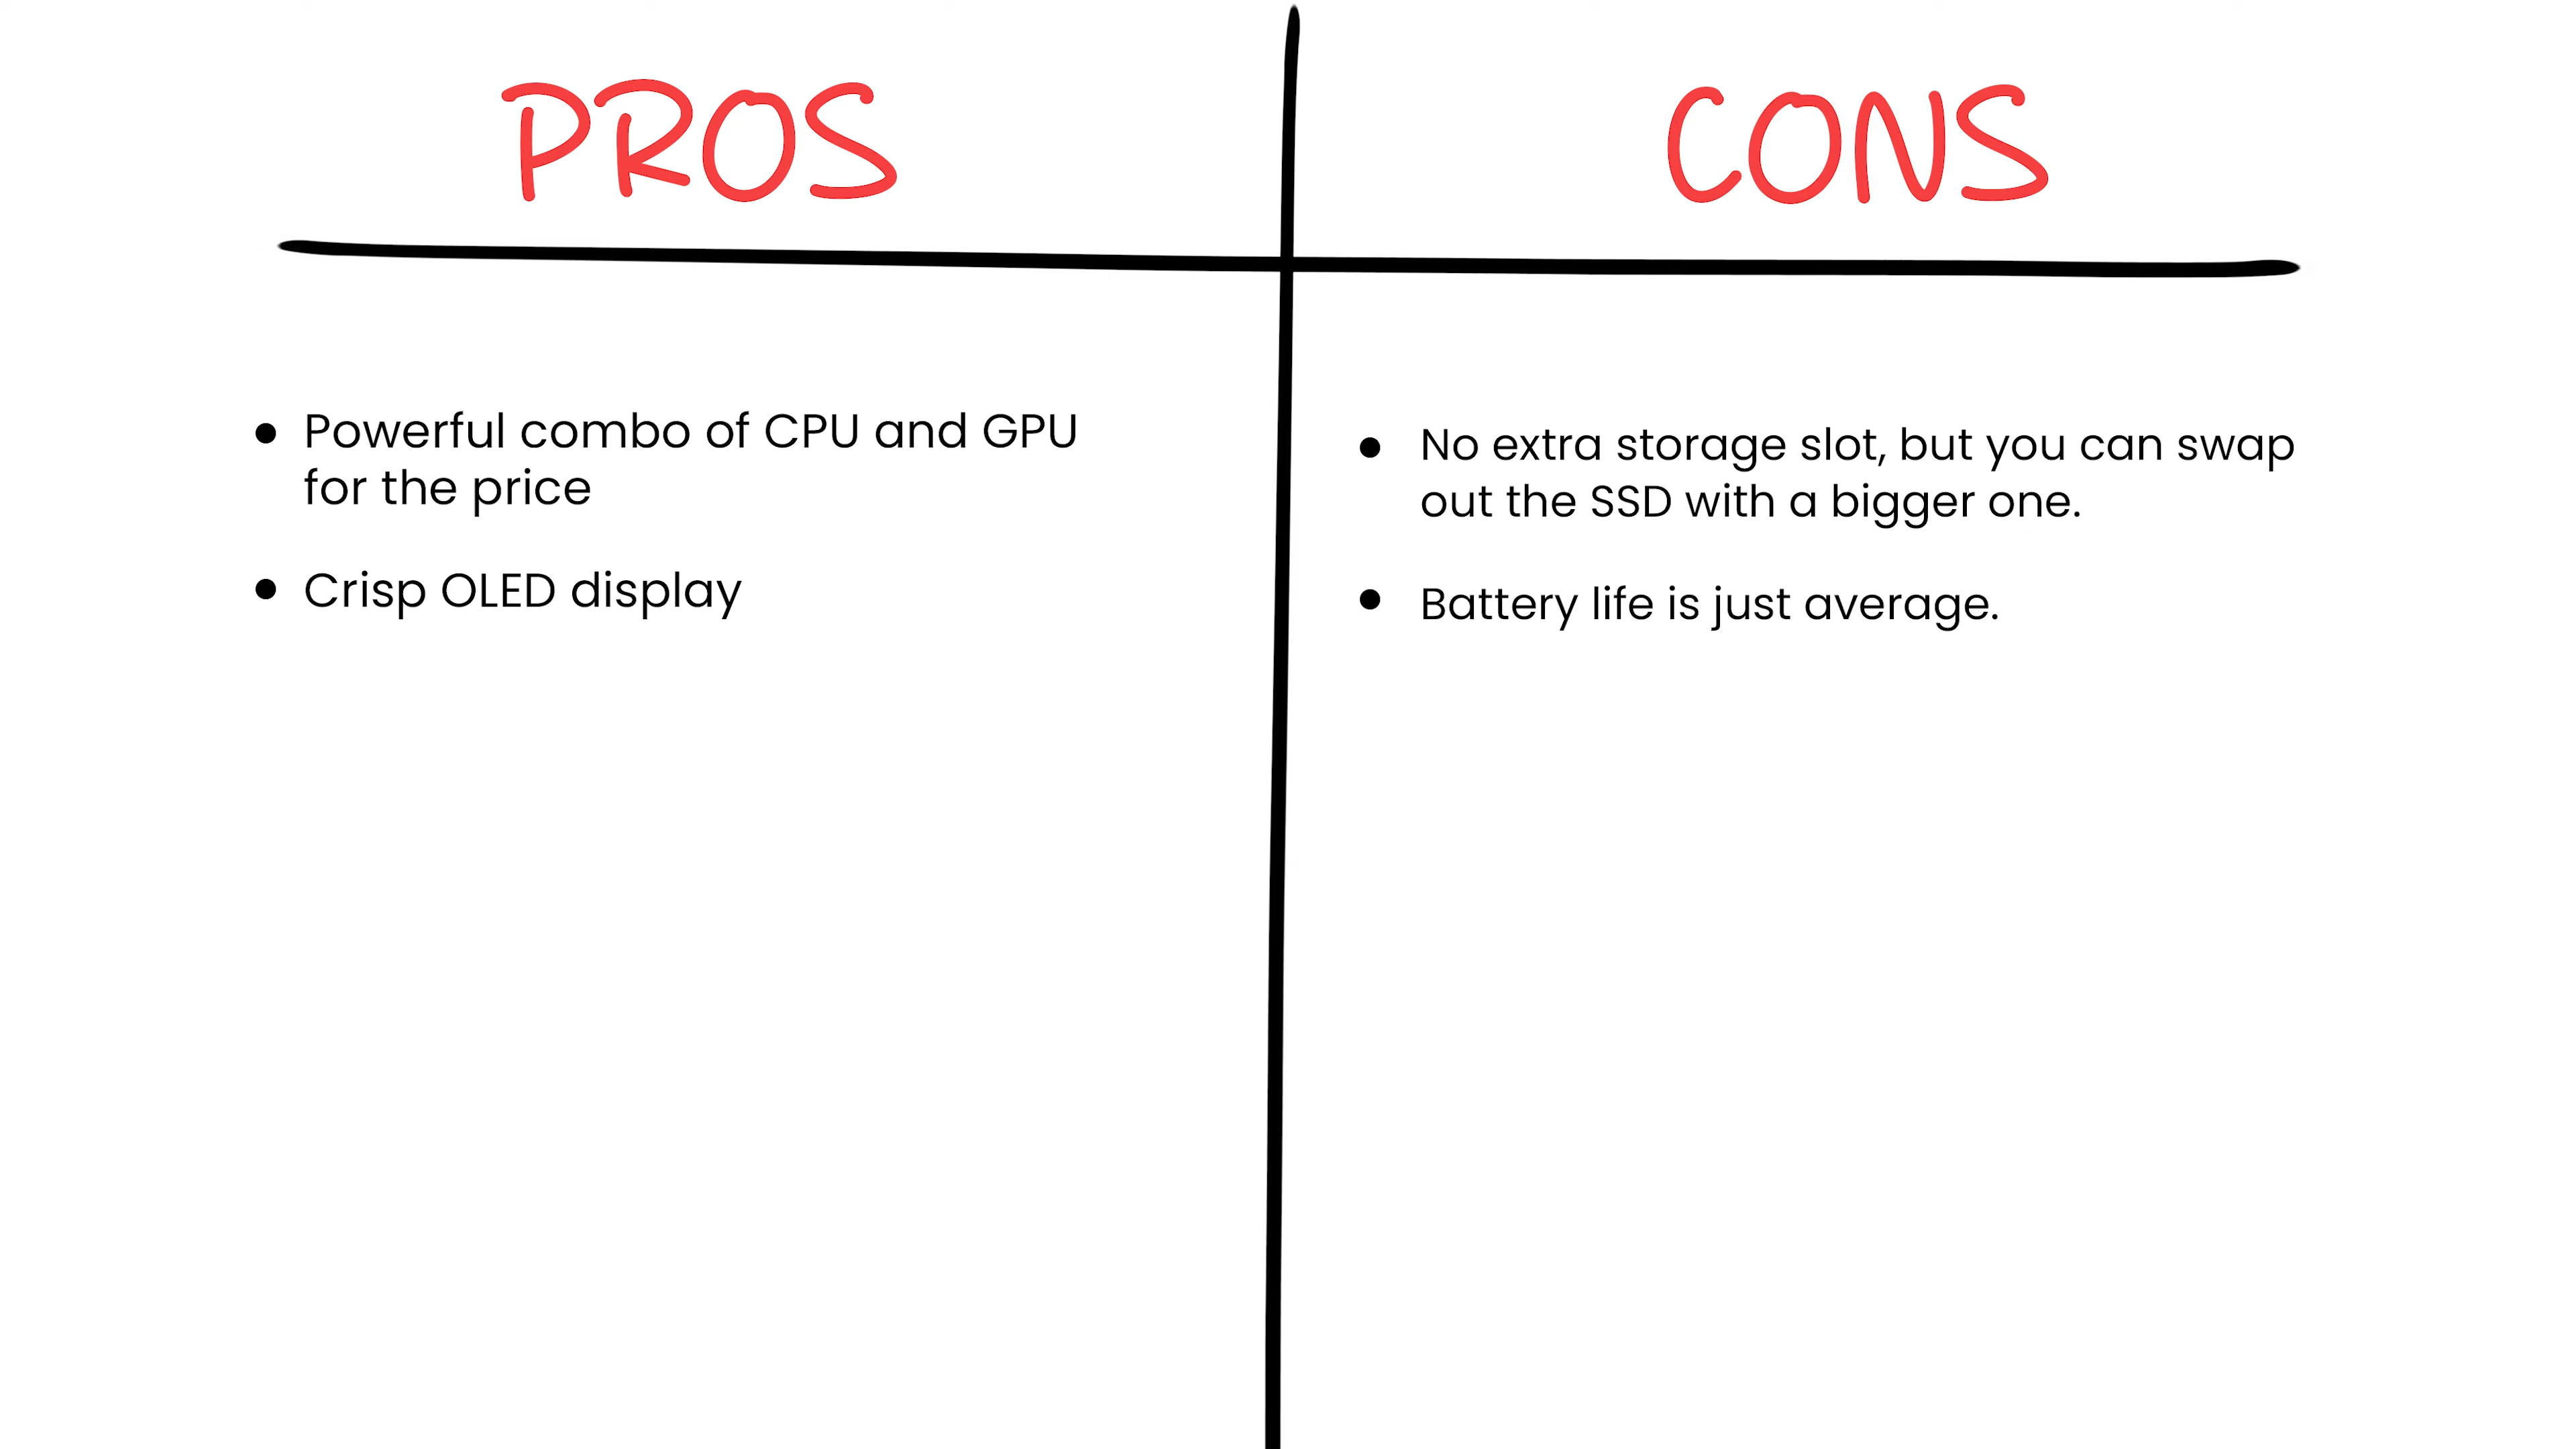 PROS
CONS
• Powerful combo of CPU and GPU
for the price
• Crisp OLED display
• No extra storage slot, but you can swap
out the SSD with a bigger one.
• Battery life is just average.